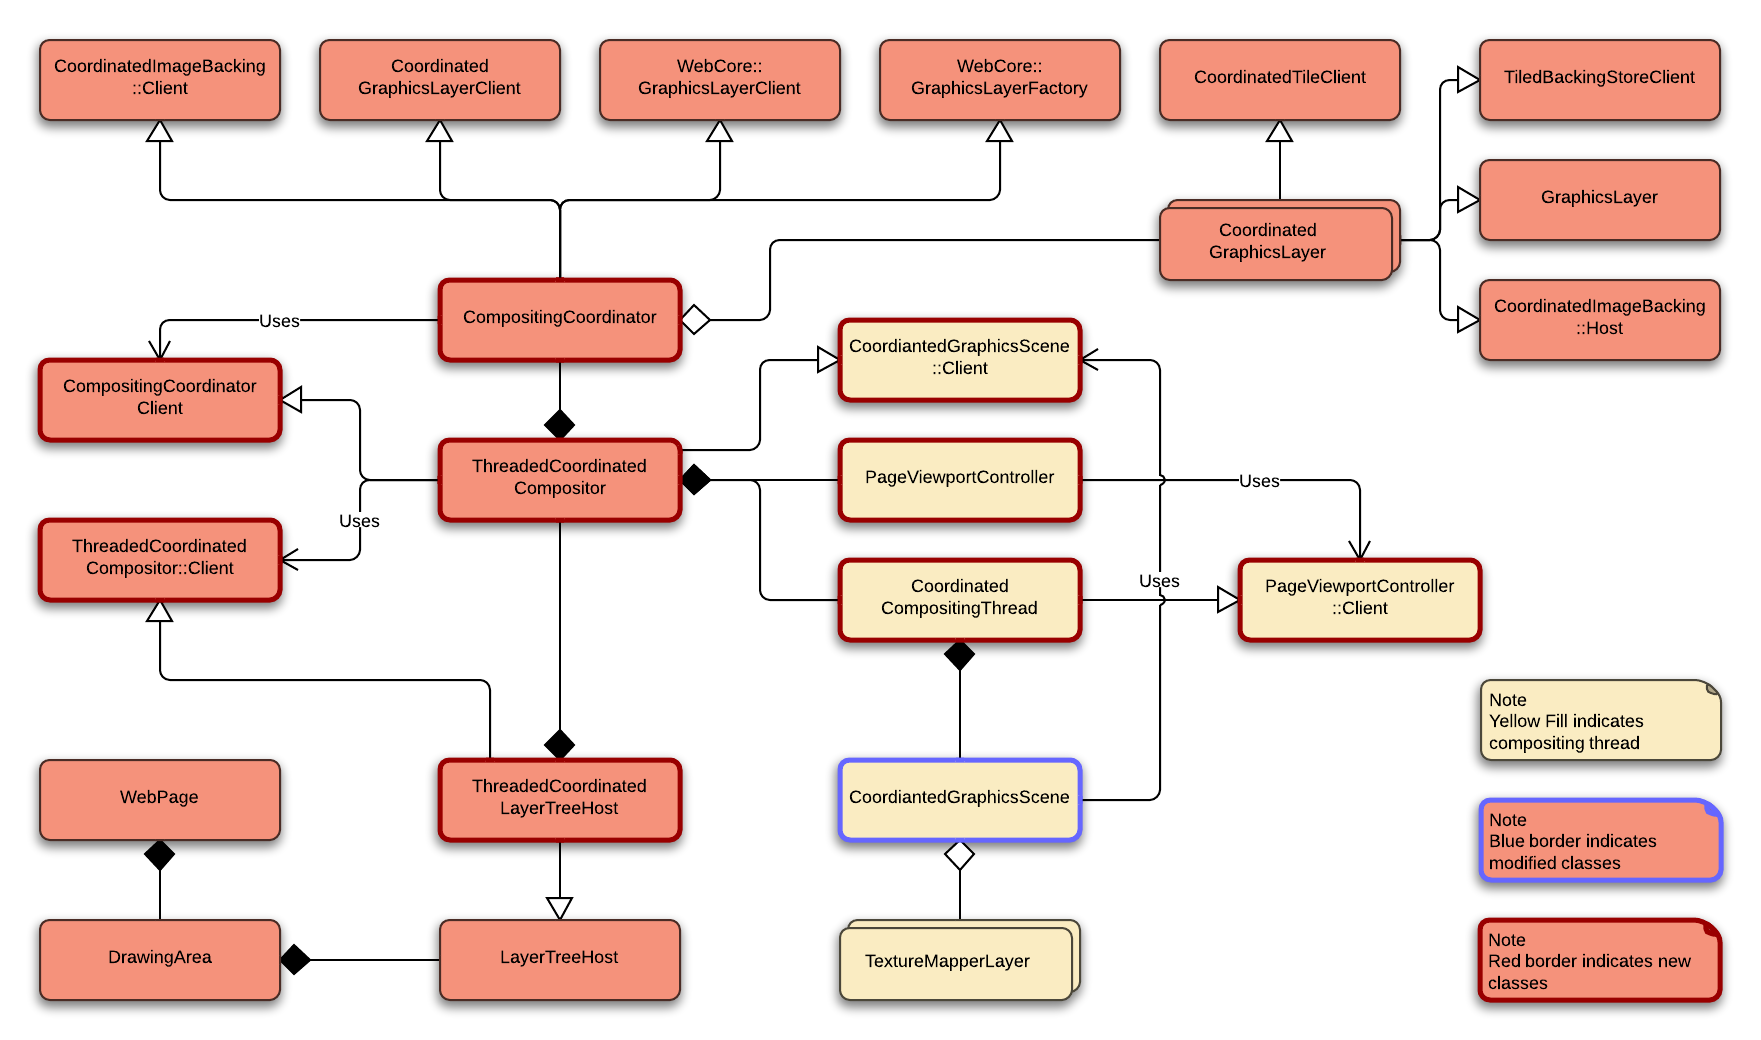 CoordinatedImageBacking
::Client
Coordinated
GraphicsLayerClient
WebCore::
GraphicsLayerClient
WebCore::
GraphicsLayerFactory
CoordinatedTileClient
TiledBackingStoreClient
GraphicsLayer
Coordinated
GraphicsLayer
CoordinatedImageBacking
::Host
CompositingCoordinator
Uses
CoordiantedGraphicsScene
::Client
CompositingCoordinator
Client
ThreadedCoordinated
Compositor
PageViewportController
Uses
Uses
ThreadedCoordinated
Compositor::Client
Coordinated
CompositingThread
Uses
PageViewportController
::Client
Note
Yellow Fill indicates
compositing thread
WebPage
ThreadedCoordinated
LayerTreeHost
CoordiantedGraphicsScene
Note
Blue border indicates
modified classes
DrawingArea
LayerTreeHost
TextureMapperLayer
Note
Red border indicates new
classes